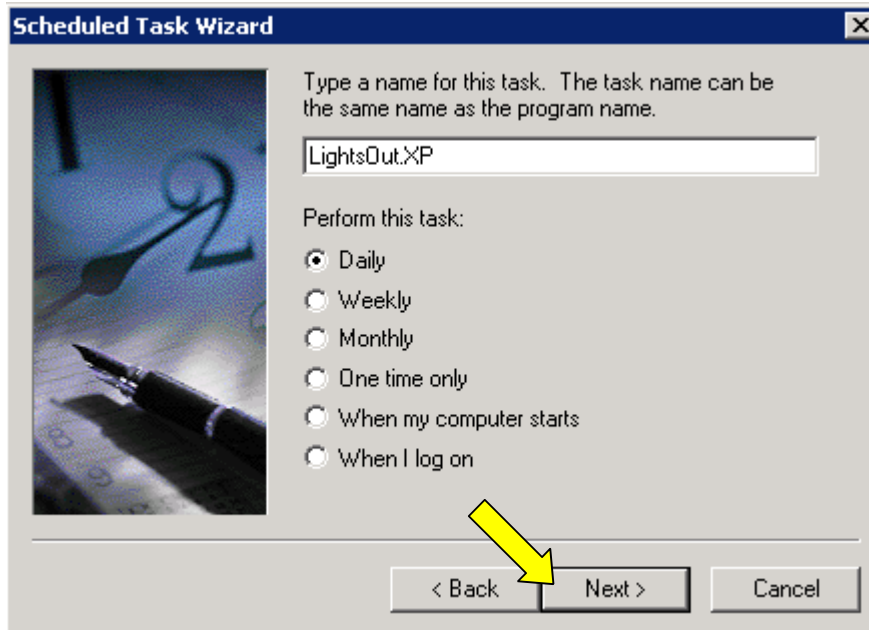 Scheduled Task Wizard
Type a name for this task. The task name can be
the same name as the program name.
LightsOut.XP
Perform this task:
Daily
Weekly
Monthly
One time only
When my computer starts
When I log on
< Back
Next >
Cancel